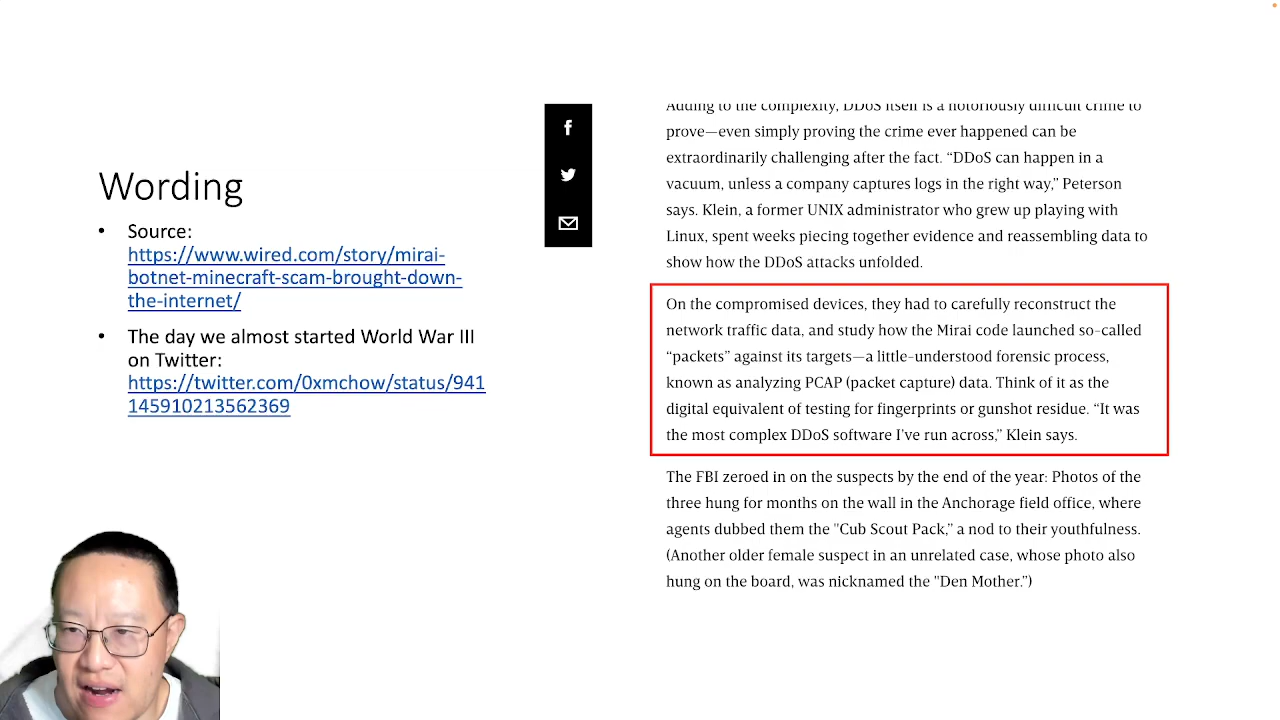 Wording
• Source:
https://www.wired.com/story/mirai-
botnet-minecraft-scam-brought-down-
the-internet/
• The day we almost started World War III
on Twitter:
https://twitter.com/0xmchow/status/941
145910213562369
Adding to the complexity, DDoS itself is a notoriously difficult crime to
prove—even simply proving the crime ever happened can be
extraordinarily challenging after the fact. “DDoS can happen in a
vacuum, unless a company captures logs in the right way,” Peterson
says. Klein, a former UNIX administrator who grew up playing with
Linux, spent weeks piecing together evidence and reassembling data to
show how the DDoS attacks unfolded.
On the compromised devices, they had to carefully reconstruct the
network traffic data, and study how the Mirai code launched so-called
“packets” against its targets—a little-understood forensic process,
known as analyzing PCAP (packet capture) data. Think of it as the
digital equivalent of testing for fingerprints or gunshot residue. “It was
the most complex DDoS software I’ve run across,” Klein says.
The FBI zeroed in on the suspects by the end of the year: Photos of the
three hung for months on the wall in the Anchorage field office, where
agents dubbed them the "Cub Scout Pack,” a nod to their youthfulness.
(Another older female suspect in an unrelated case, whose photo also
hung on the board, was nicknamed the "Den Mother.”)